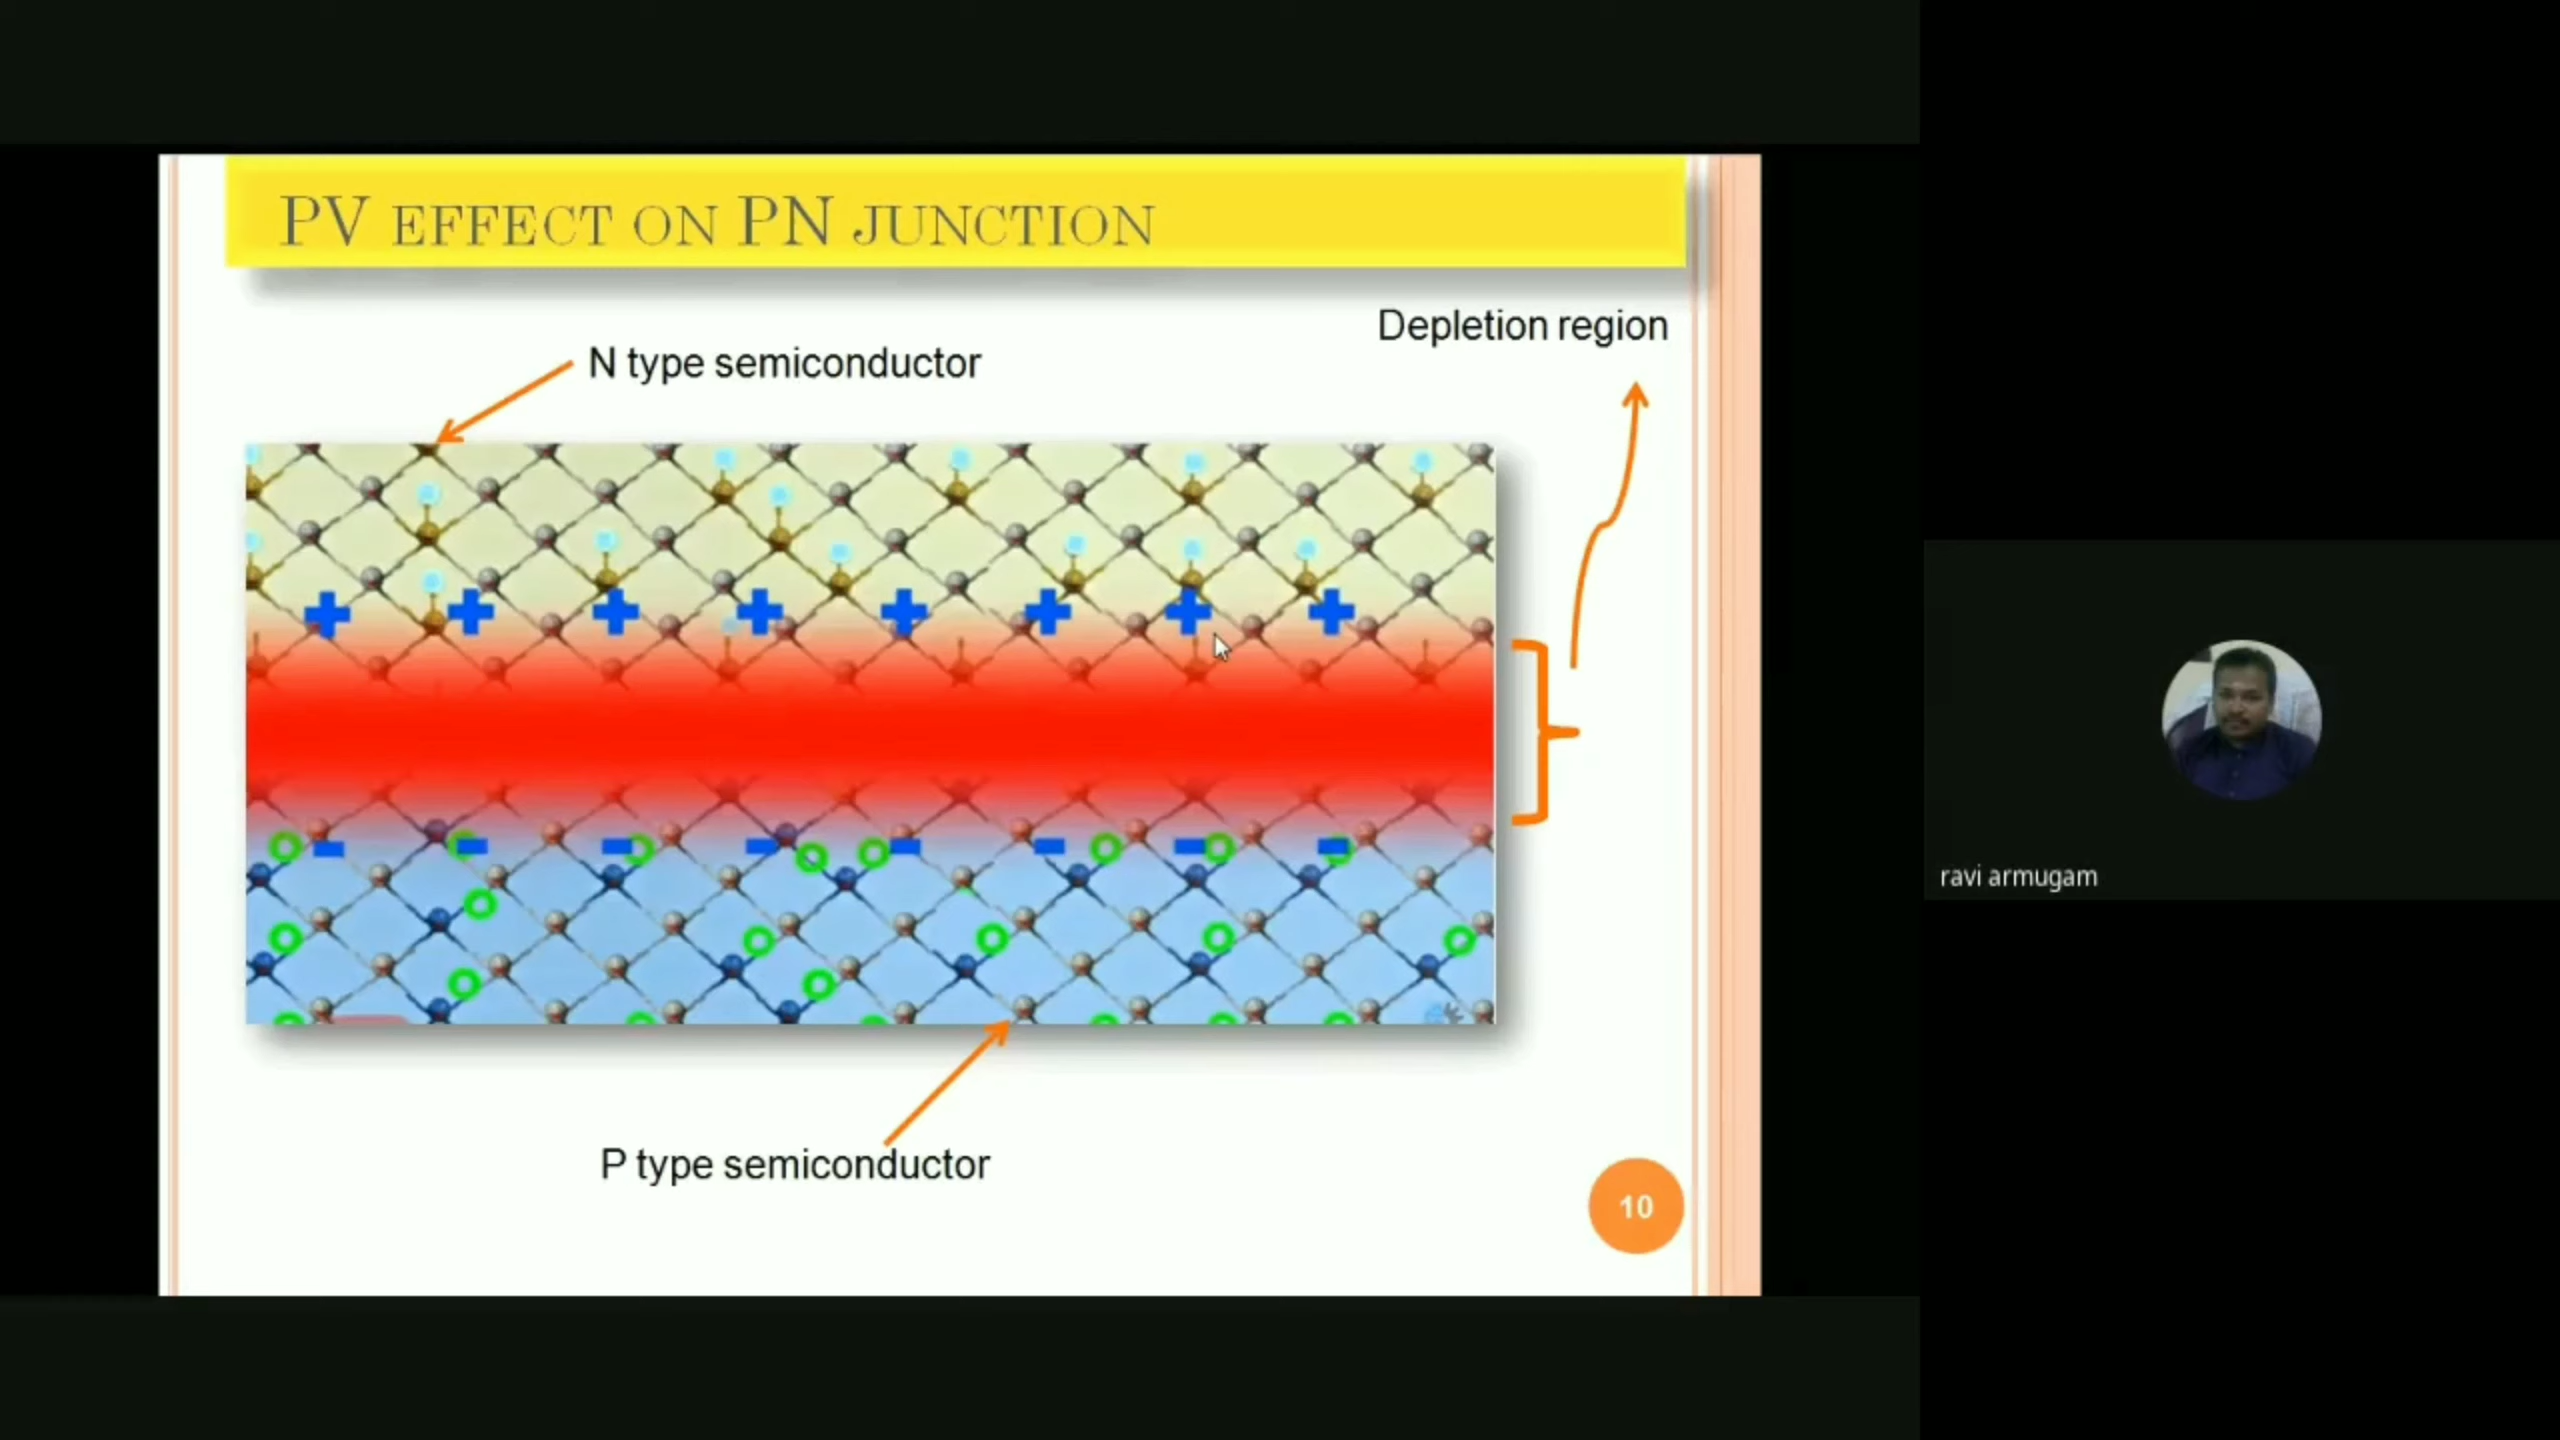 PV EFFECT ON PN JUNCTION
Depletion region
N type semiconductor
P type semiconductor
10
ravi armugam